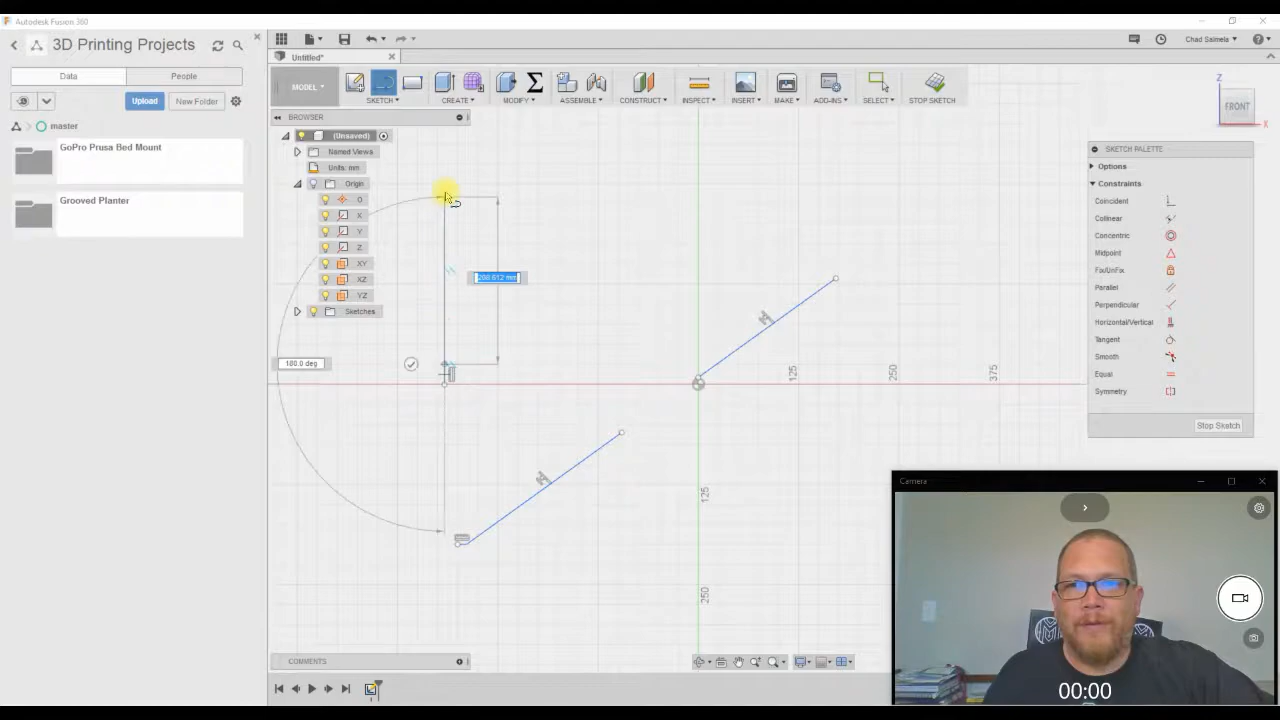 Autodesk Fusion 360
3D Printing Projects
Data
People
Upload
New Folder
master
GoPro Prusa Bed Mount
Grooved Planter
Untitled*
Chad Salmela
MODEL
SKETCH
CREATE
MODIFY
ASSEMBLE
CONSTRUCT
INSPECT
INSERT
MAKE
ADD-INS
SELECT
STOP SKETCH
BROWSER
(Unsaved)
Named Views
Units: mm
Origin
O
X
Y
Z
XY
XZ
YZ
Sketches
180.0 deg
125
250
375
125
250
Z
FRONT
X
SKETCH PALETTE
Options
Constraints
Coincident
Collinear
Concentric
Midpoint
Fix/UnFix
Parallel
Perpendicular
Horizontal/Vertical
Tangent
Smooth
Equal
Symmetry
Stop Sketch
COMMENTS
Camera
00:00